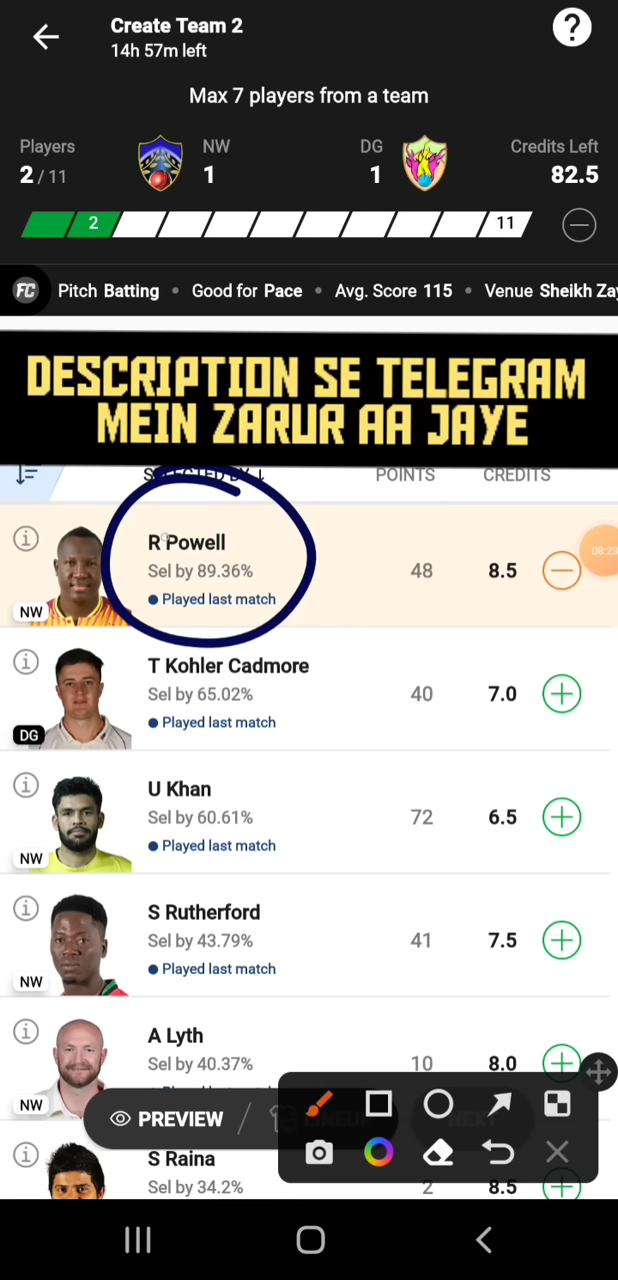 Create Team 2
14h 57m left
?
Max 7 players from a team
Players
2 / 11
NW
1
DG
1
Credits Left
82.5
2
11
FC Pitch Batting • Good for Pace • Avg. Score 115 • Venue Sheikh Zay
DESCRIPTION SE TELEGRAM
MEIN ZARUR AA JAYE
SELECTED BY ↓ POINTS CREDITS
R Powell
Sel by 89.36%
Played last match
48
8.5
NW
08:23
T Kohler Cadmore
Sel by 65.02%
Played last match
40
7.0
DG
U Khan
Sel by 60.61%
Played last match
72
6.5
NW
S Rutherford
Sel by 43.79%
Played last match
41
7.5
NW
A Lyth
Sel by 40.37%
10
8.0
NW
PREVIEW /
S Raina
Sel by 34.2%
2
8.5